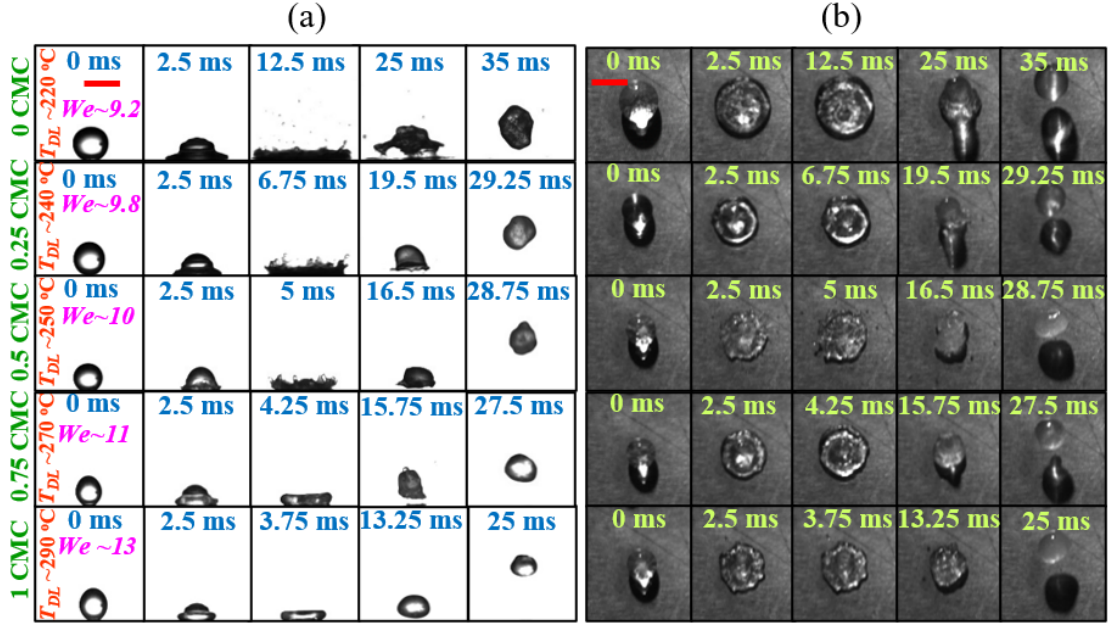 (a) (b)
0 CMC
T_DL ~220 °C
0 ms 2.5 ms 12.5 ms 25 ms 35 ms
We~9.2
0 ms 2.5 ms 12.5 ms 25 ms 35 ms
0.25 CMC
T_DL ~240 °C
0 ms 2.5 ms 6.75 ms 19.5 ms 29.25 ms
We~9.8
0 ms 2.5 ms 6.75 ms 19.5 ms 29.25 ms
0.5 CMC
T_DL ~250 °C
0 ms 2.5 ms 5 ms 16.5 ms 28.75 ms
We~10
0 ms 2.5 ms 5 ms 16.5 ms 28.75 ms
0.75 CMC
T_DL ~270 °C
0 ms 2.5 ms 4.25 ms 15.75 ms 27.5 ms
We~11
0 ms 2.5 ms 4.25 ms 15.75 ms 27.5 ms
1 CMC
T_DL ~290 °C
0 ms 2.5 ms 3.75 ms 13.25 ms 25 ms
We ~13
0 ms 2.5 ms 3.75 ms 13.25 ms 25 ms